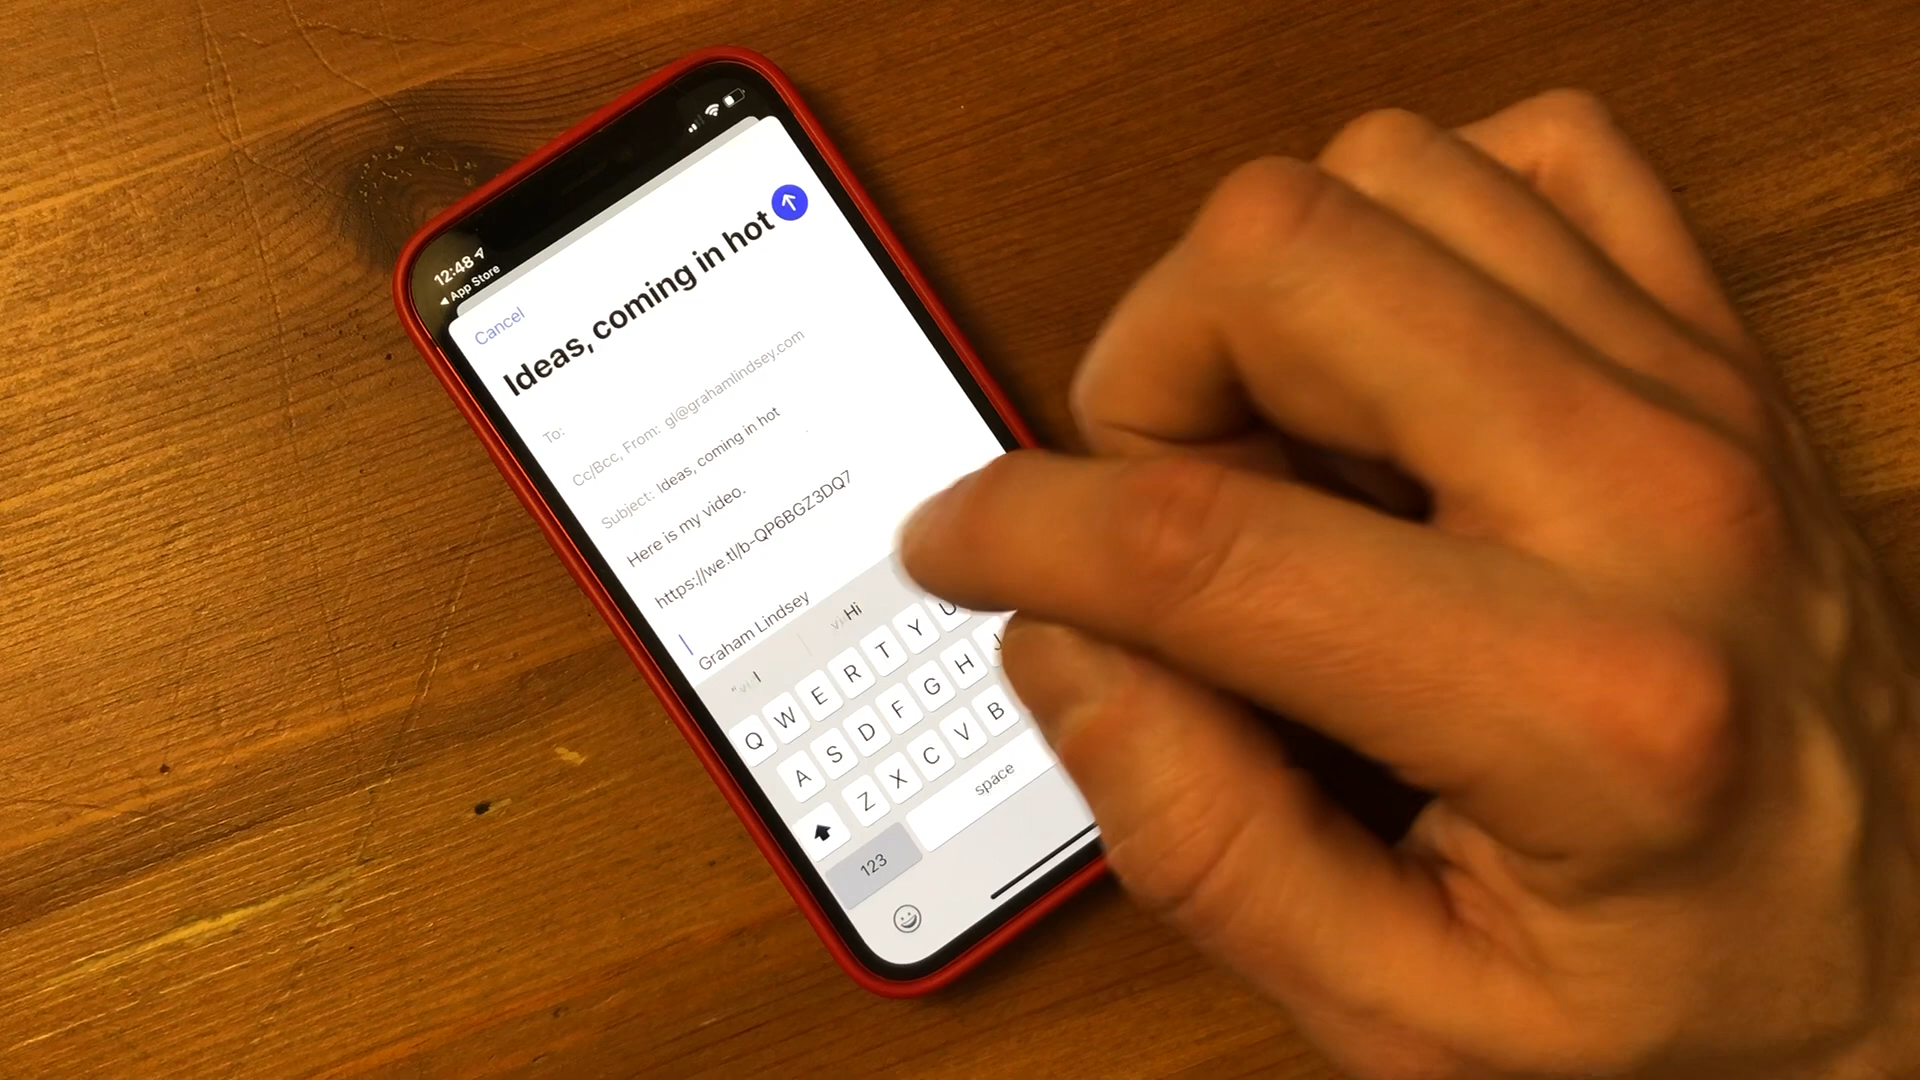 12:48
◀ App Store
Cancel
Ideas, coming in hot
To:
Cc/Bcc, From: gl@grahamlindsey.com
Subject: Ideas, coming in hot
Here is my video.
https://we.tl/b-QP6BGZ3DQ7
Graham Lindsey
I Hi
Q W E R T Y U
A S D F G H J
Z X C V B
123 space